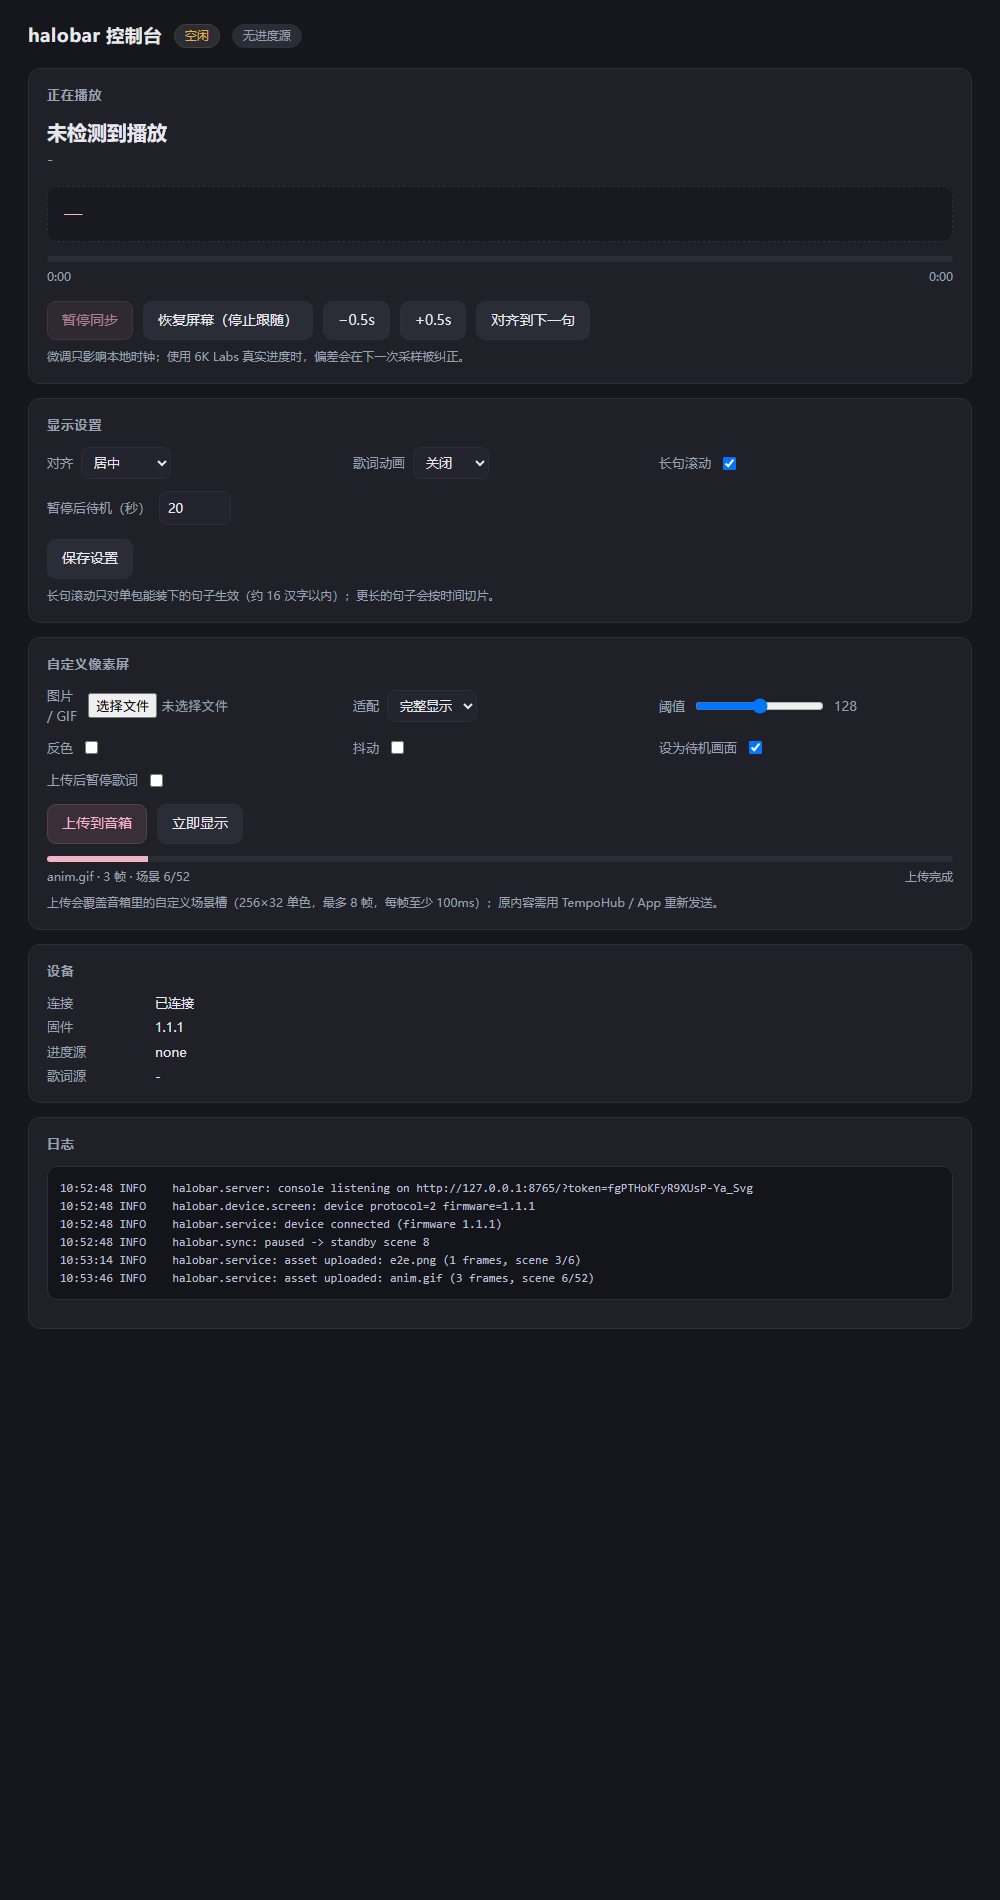 halobar 控制台 空闲 无进度源
正在播放
未检测到播放
-
—
0:00 0:00
暂停同步 恢复屏幕（停止跟随） −0.5s +0.5s 对齐到下一句
微调只影响本地时钟；使用 6K Labs 真实进度时，偏差会在下一次采样被纠正。
显示设置
对齐 居中 歌词动画 关闭 长句滚动
暂停后待机（秒） 20
保存设置
长句滚动只对单包能装下的句子生效（约 16 汉字以内）；更长的句子会按时间切片。
自定义像素屏
图片
/ GIF 选择文件 未选择文件 适配 完整显示 阈值 128
反色 抖动 设为待机画面
上传后暂停歌词
上传到音箱 立即显示
anim.gif · 3 帧 · 场景 6/52 上传完成
上传会覆盖音箱里的自定义场景槽（256×32 单色，最多 8 帧，每帧至少 100ms）；原内容需用 TempoHub / App 重新发送。
设备
连接 已连接
固件 1.1.1
进度源 none
歌词源 -
日志
10:52:48 INFO halobar.server: console listening on http://127.0.0.1:8765/?token=fgPTHoKFyR9XUsP-Ya_Svg
10:52:48 INFO halobar.device.screen: device protocol=2 firmware=1.1.1
10:52:48 INFO halobar.service: device connected (firmware 1.1.1)
10:52:48 INFO halobar.sync: paused -> standby scene 8
10:53:14 INFO halobar.service: asset uploaded: e2e.png (1 frames, scene 3/6)
10:53:46 INFO halobar.service: asset uploaded: anim.gif (3 frames, scene 6/52)